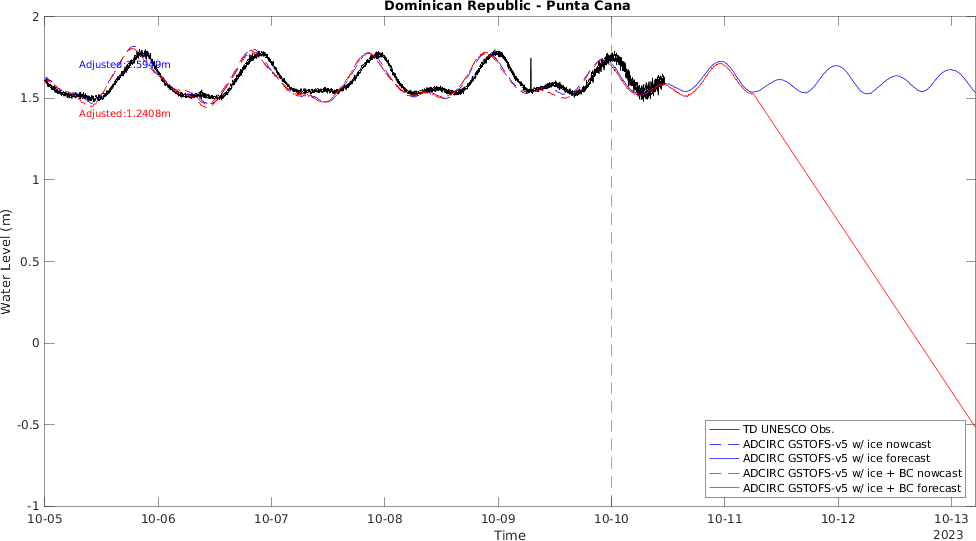 Dominican Republic - Punta Cana
2
1.5
1
0.5
0
-0.5
-1
Water Level (m)
Adjusted:1.2408m
TD UNESCO Obs.
ADCIRC GSTOFS-v5 w/ ice nowcast
ADCIRC GSTOFS-v5 w/ ice forecast
ADCIRC GSTOFS-v5 w/ ice + BC nowcast
ADCIRC GSTOFS-v5 w/ ice + BC forecast
10-05 10-06 10-07 10-08 10-09 10-10 10-11 10-12 10-13
2023
Time